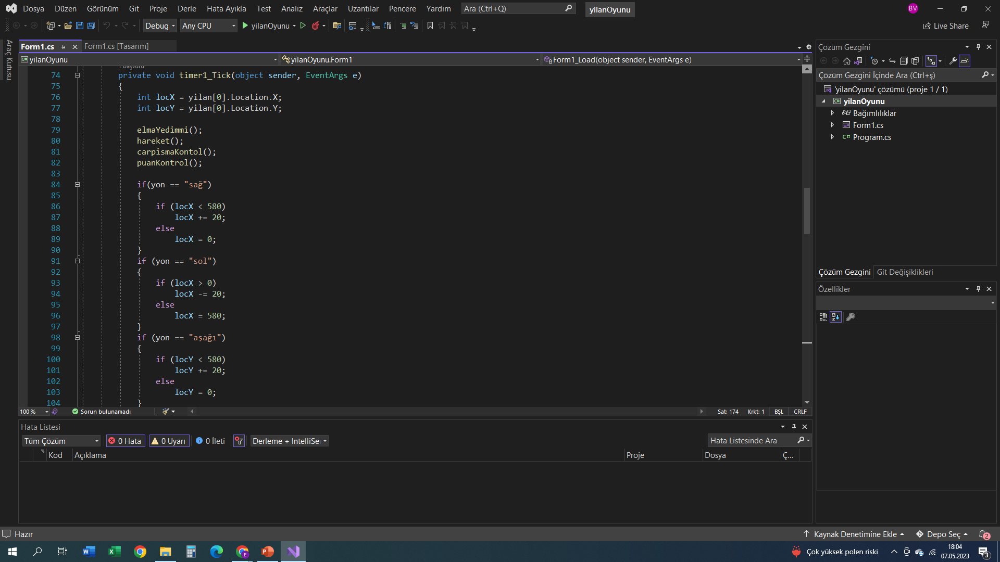 Dosya Düzen Görünüm Git Proje Derle Hata Ayıkla Test Analiz Araçlar Uzantılar Pencere Yardım Ara (Ctrl+Q) yilanOyunu BV
Debug Any CPU yilanOyunu Live Share
Araç Kutusu
Form1.cs Form1.cs [Tasarım]
yilanOyunu yilanOyunu.Form1 Form1_Load(object sender, EventArgs e)
74 private void timer1_Tick(object sender, EventArgs e)
75 {
76 int locX = yilan[0].Location.X;
77 int locY = yilan[0].Location.Y;
78
79 elmaYedimmi();
80 hareket();
81 carpismaKontol();
82 puanKontrol();
83
84 if(yon == "sağ")
85 {
86 if (locX < 580)
87 locX += 20;
88 else
89 locX = 0;
90 }
91 if (yon == "sol")
92 {
93 if (locX > 0)
94 locX -= 20;
95 else
96 locX = 580;
97 }
98 if (yon == "aşağı")
99 {
100 if (locY < 580)
101 locY += 20;
102 else
103 locY = 0;
104 }
100 % Sorun bulunamadı Sat: 174 Krkt: 1 BŞL CRLF
Hata Listesi
Tüm Çözüm 0 Hata 0 Uyarı 0 İleti Derleme + IntelliSe Hata Listesinde Ara
Kod Açıklama Proje Dosya Ç...
Çözüm Gezgini
Çözüm Gezgini İçinde Ara (Ctrl+ş)
'yilanOyunu' çözümü (proje 1 / 1)
C# yilanOyunu
Bağımlılıklar
Form1.cs
C# Program.cs
Çözüm Gezgini Git Değişiklikleri
Özellikler
Hazır Kaynak Denetimine Ekle Depo Seç 2
Çok yüksek polen riski 18:04
07.05.2023 3